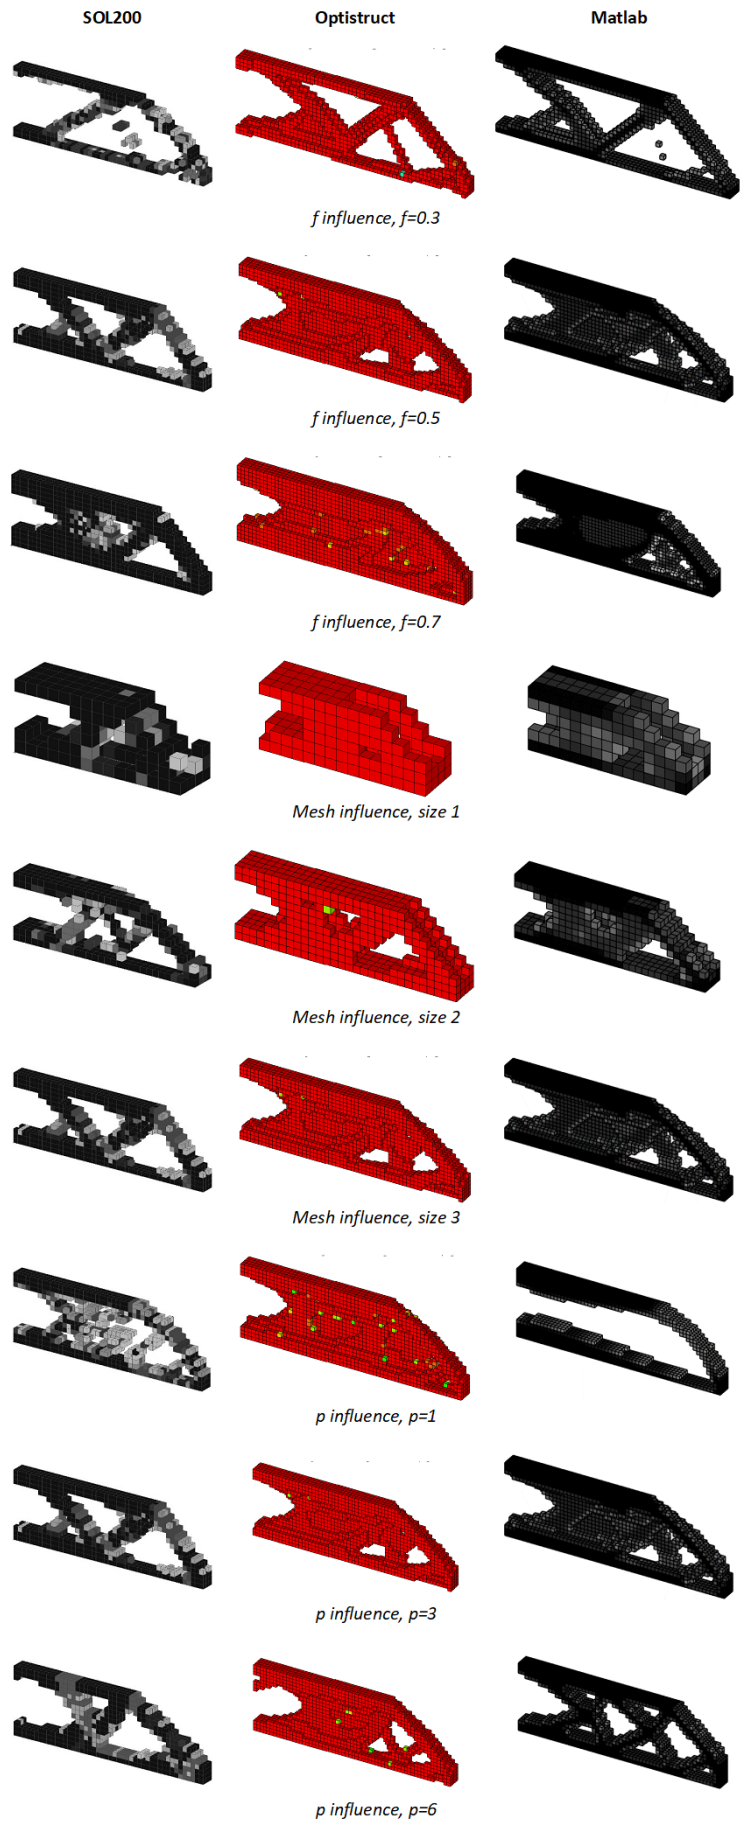 SOL200 Optistruct Matlab
f influence, f=0.3
f influence, f=0.5
f influence, f=0.7
Mesh influence, size 1
Mesh influence, size 2
Mesh influence, size 3
p influence, p=1
p influence, p=3
p influence, p=6